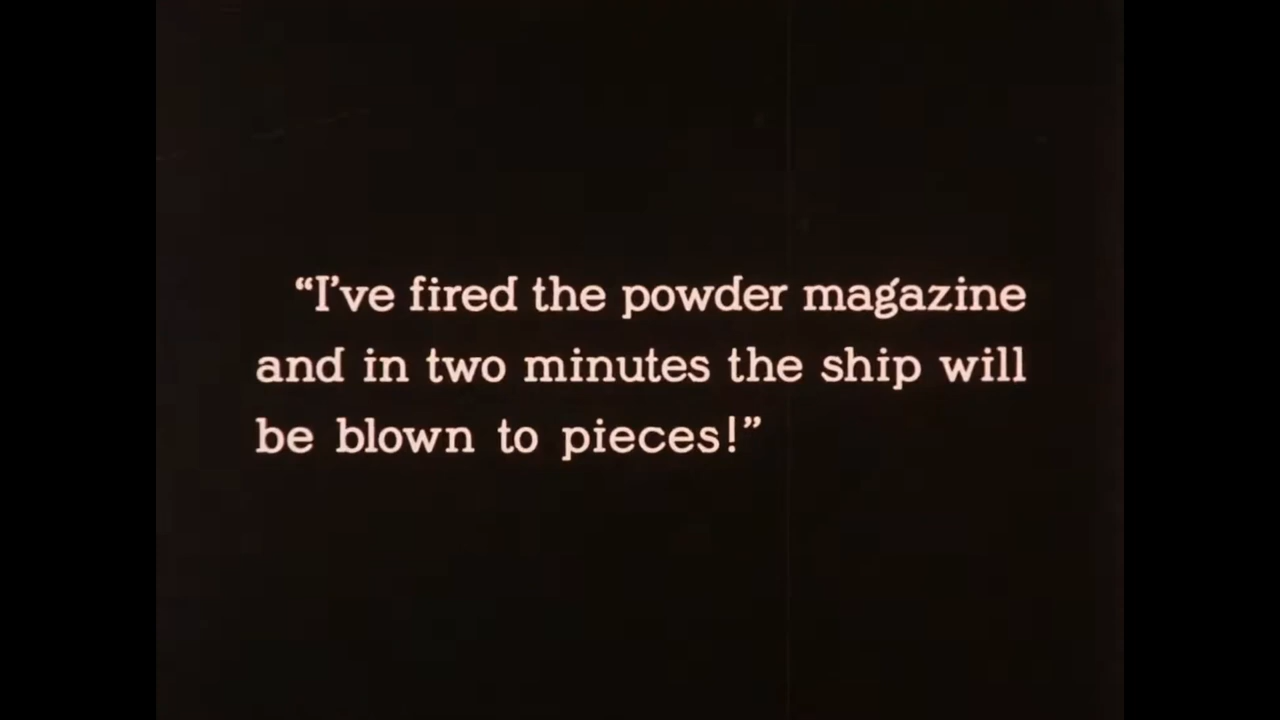 “I’ve fired the powder magazine
and in two minutes the ship will
be blown to pieces!”